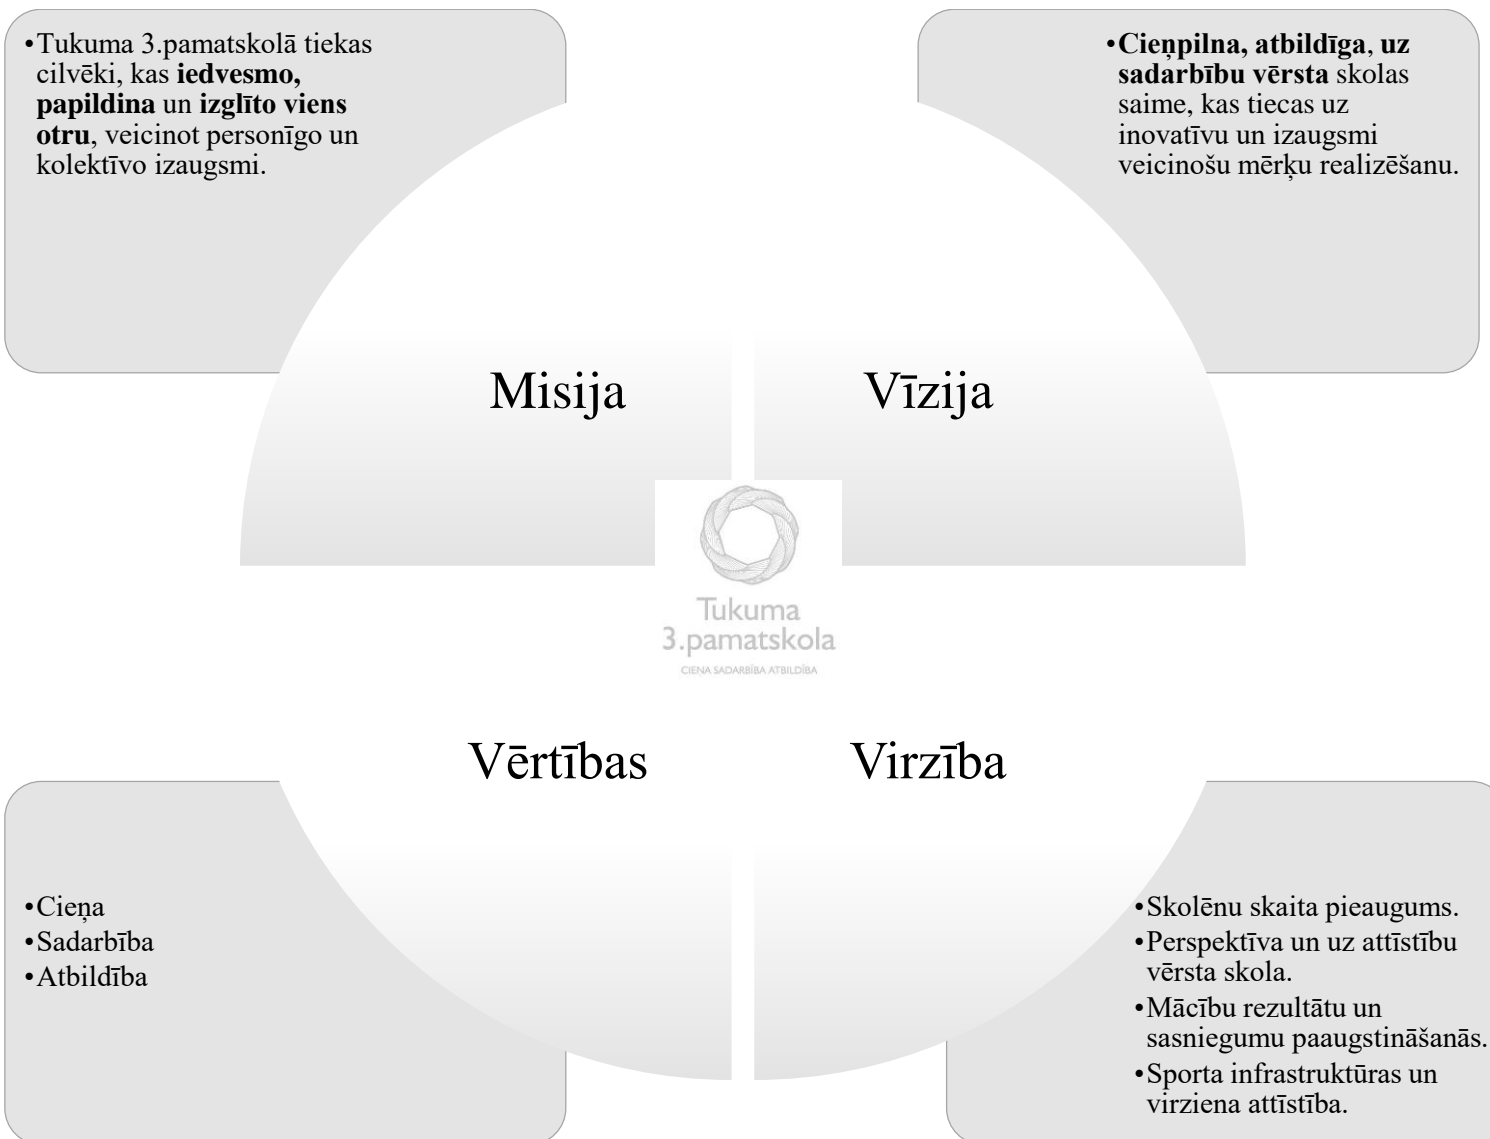 •Tukuma 3.pamatskolā tiekas
cilvēki, kas iedvesmo,
papildina un izglīto viens
otru, veicinot personīgo un
kolektīvo izaugsmi.
•Cieņpilna, atbildīga, uz
sadarbību vērsta skolas
saime, kas tiecas uz
inovatīvu un izaugsmi
veicinošu mērķu realizēšanu.
Misija
Vīzija
Tukuma
3.pamatskola
CIEŅA SADARBĪBA ATBILDĪBA
Vērtības
Virzība
•Cieņa
•Sadarbība
•Atbildība
•Skolēnu skaita pieaugums.
•Perspektīva un uz attīstību
vērsta skola.
•Mācību rezultātu un
sasniegumu paaugstināšanās.
•Sporta infrastruktūras un
virziena attīstība.